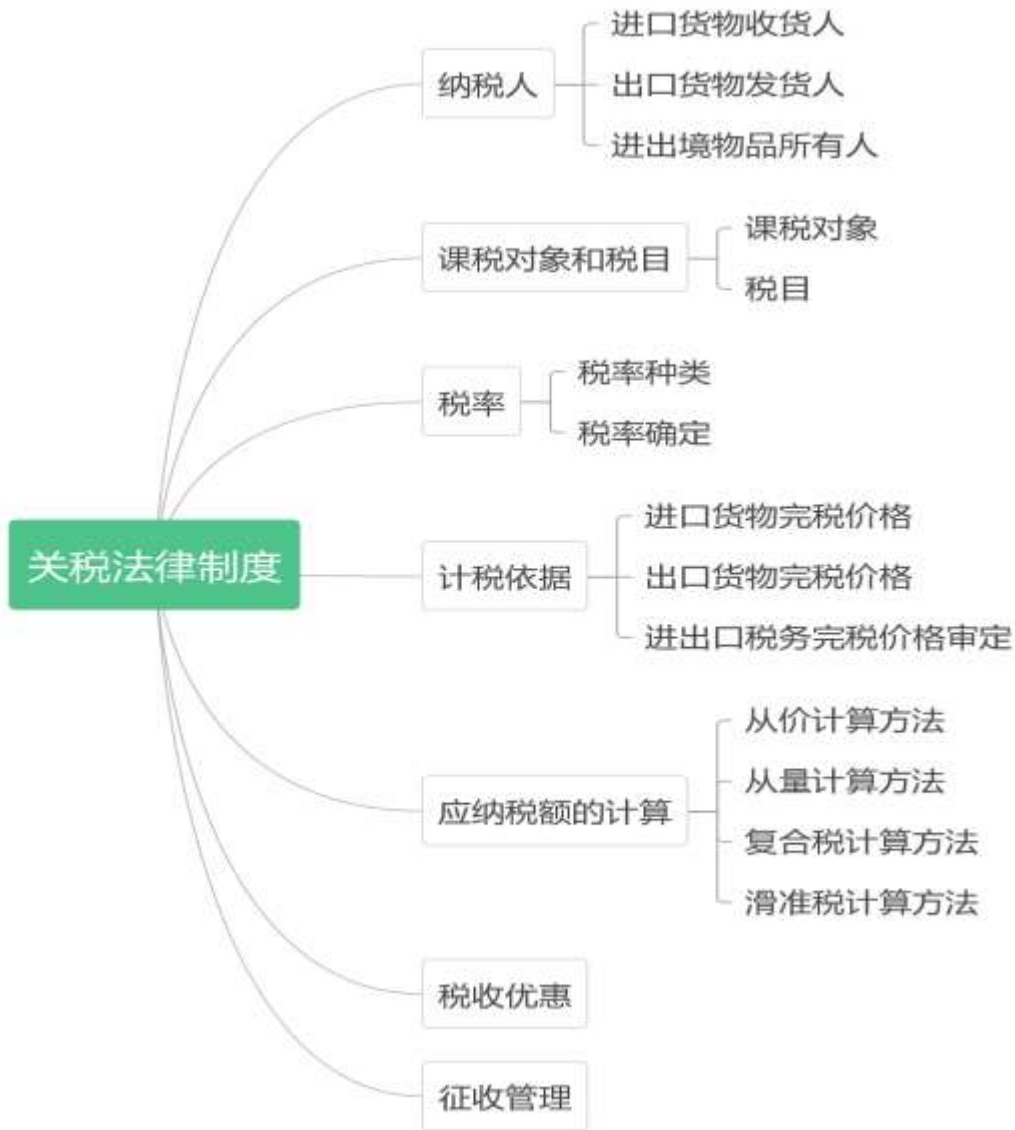 关税法律制度
纳税人
进口货物收货人
出口货物发货人
进出境物品所有人
课税对象和税目
课税对象
税目
税率
税率种类
税率确定
计税依据
进口货物完税价格
出口货物完税价格
进出口税务完税价格审定
应纳税额的计算
从价计算方法
从量计算方法
复合税计算方法
滑准税计算方法
税收优惠
征收管理